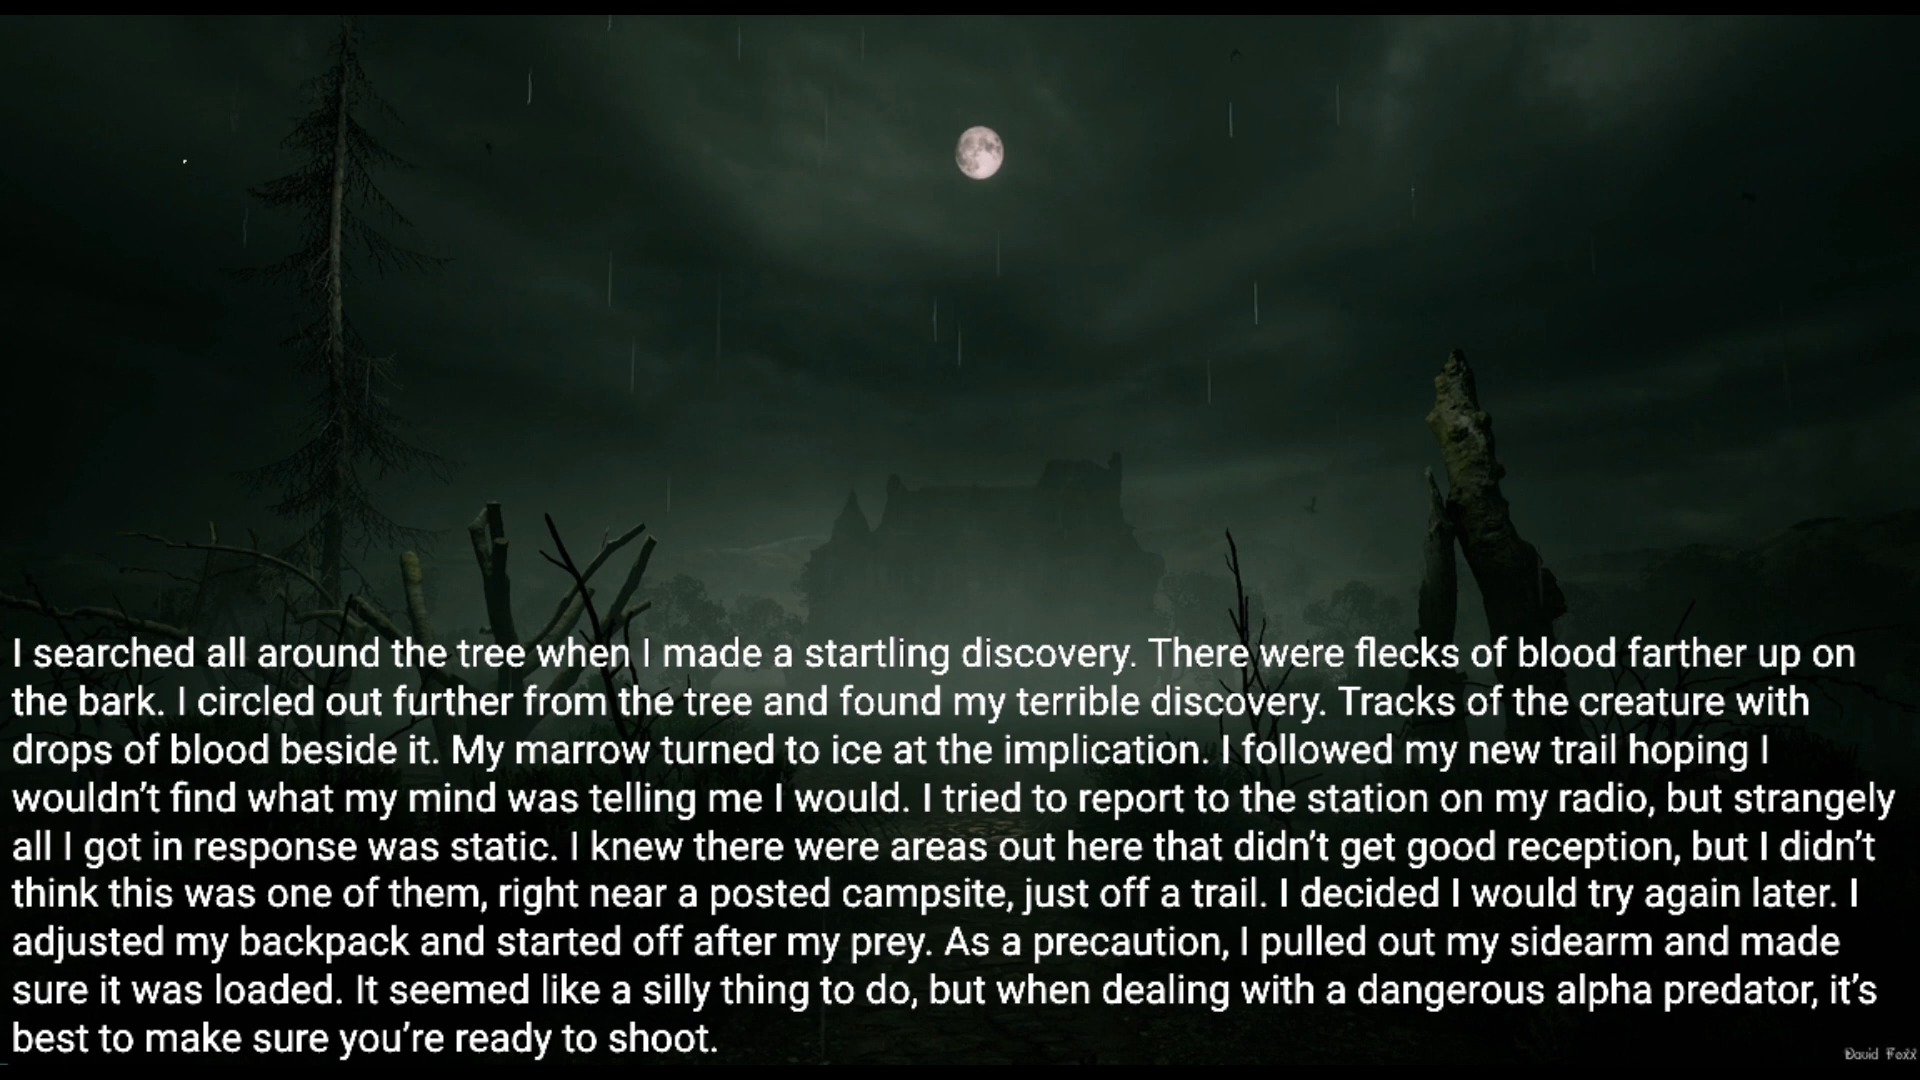 I searched all around the tree when I made a startling discovery. There were flecks of blood farther up on
the bark. I circled out further from the tree and found my terrible discovery. Tracks of the creature with
drops of blood beside it. My marrow turned to ice at the implication. I followed my new trail hoping I
wouldn’t find what my mind was telling me I would. I tried to report to the station on my radio, but strangely
all I got in response was static. I knew there were areas out here that didn’t get good reception, but I didn’t
think this was one of them, right near a posted campsite, just off a trail. I decided I would try again later. I
adjusted my backpack and started off after my prey. As a precaution, I pulled out my sidearm and made
sure it was loaded. It seemed like a silly thing to do, but when dealing with a dangerous alpha predator, it’s
best to make sure you’re ready to shoot.
David Foxx